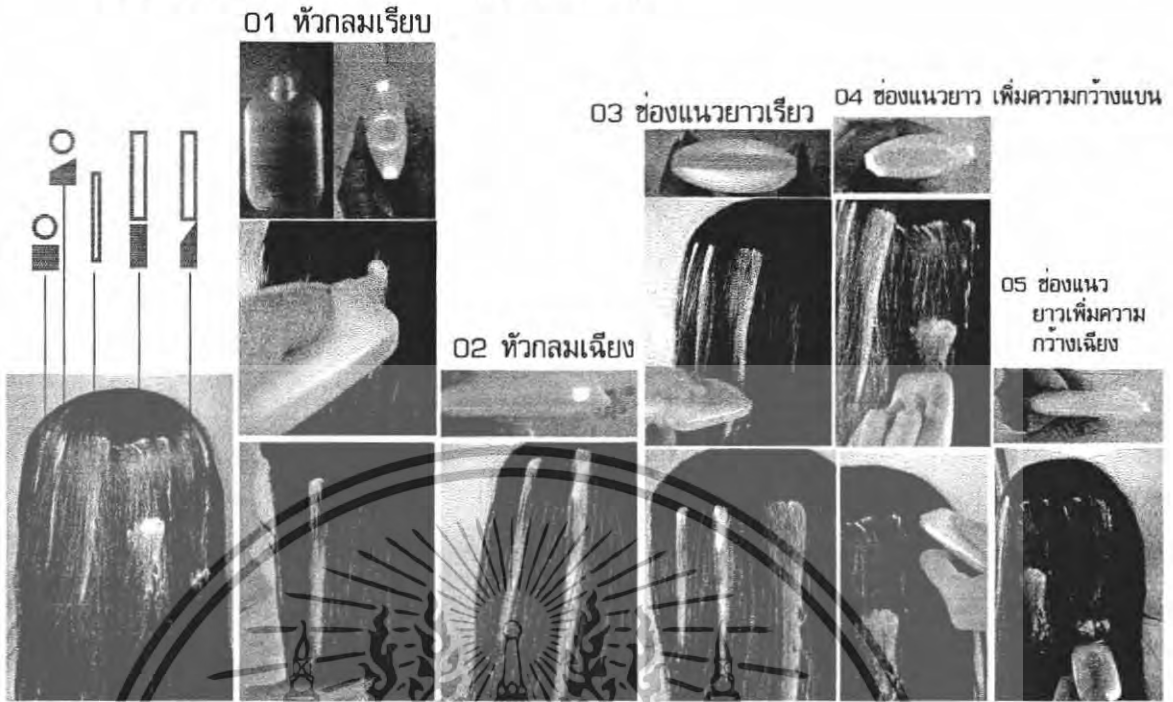 01 หัวกลมเรียบ
02 หัวกลมเฉียง
03 ช่องแนวยาวเรียว
04 ช่องแนวยาว เพิ่มความกว้างแบน
05 ช่องแนว
ยาวเพิ่มความ
กว้างเฉียง